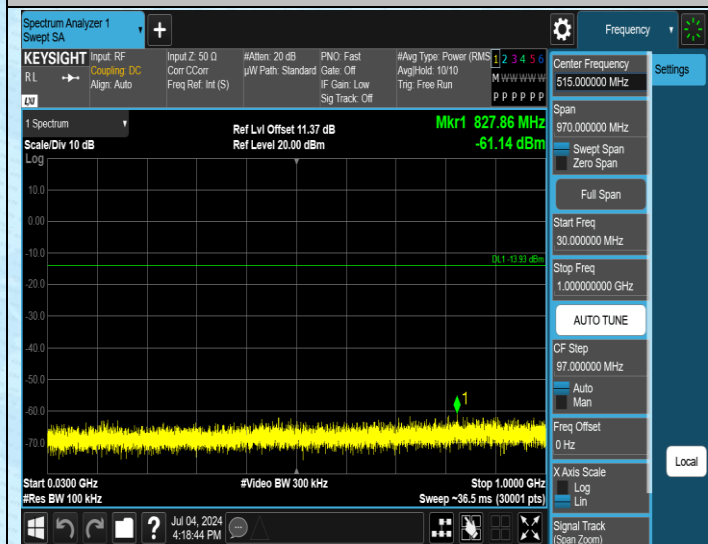 Spectrum Analyzer 1
Swept SA
+
Frequency
KEYSIGHT
RL
LXI
Input: RF
Coupling: DC
Align: Auto
Input Z: 50 Ω
Corr CCorr
Freq Ref: Int (S)
#Atten: 20 dB
µW Path: Standard
PNO: Fast
Gate: Off
IF Gain: Low
Sig Track: Off
#Avg Type: Power (RMS
Avg|Hold: 10/10
Trig: Free Run
1 2 3 4 5 6
M W W W W W
P P P P P P
1 Spectrum
Scale/Div 10 dB
Log
Ref Lvl Offset 11.37 dB
Ref Level 20.00 dBm
Mkr1 827.86 MHz
-61.14 dBm
10.0
0.00
-10.0
DL1 -13.93 dBm
-20.0
-30.0
-40.0
-50.0
-60.0
1
-70.0
Start 0.0300 GHz
#Res BW 100 kHz
#Video BW 300 kHz
Stop 1.0000 GHz
Sweep ~36.5 ms (30001 pts)
Jul 04, 2024
4:18:44 PM
?
Center Frequency
515.000000 MHz
Span
970.000000 MHz
Swept Span
Zero Span
Full Span
Start Freq
30.000000 MHz
Stop Freq
1.000000000 GHz
AUTO TUNE
CF Step
97.000000 MHz
Auto
Man
Freq Offset
0 Hz
X Axis Scale
Log
Lin
Signal Track
(Span Zoom)
Settings
Local